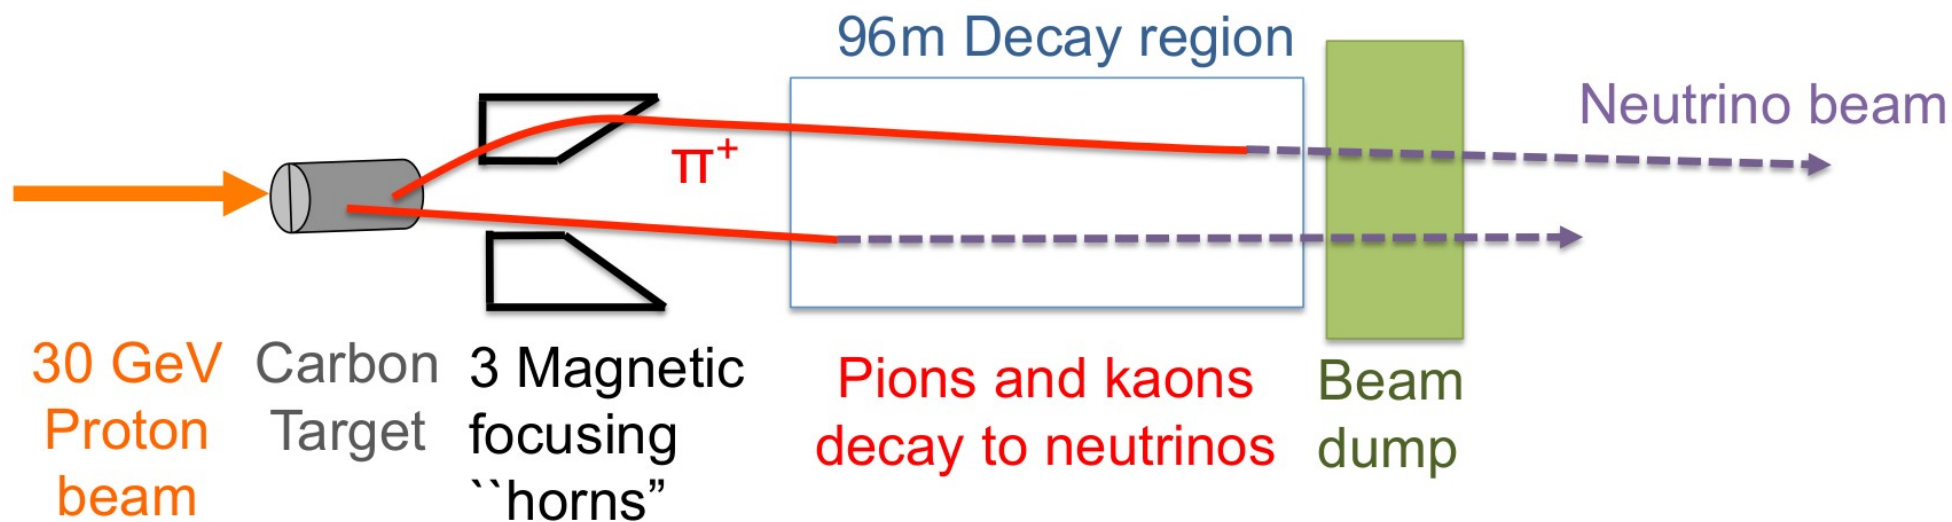 96m Decay region
Neutrino beam
π⁺
30 GeV
Proton
beam
Carbon
Target
3 Magnetic
focusing
``horns”
Pions and kaons
decay to neutrinos
Beam
dump